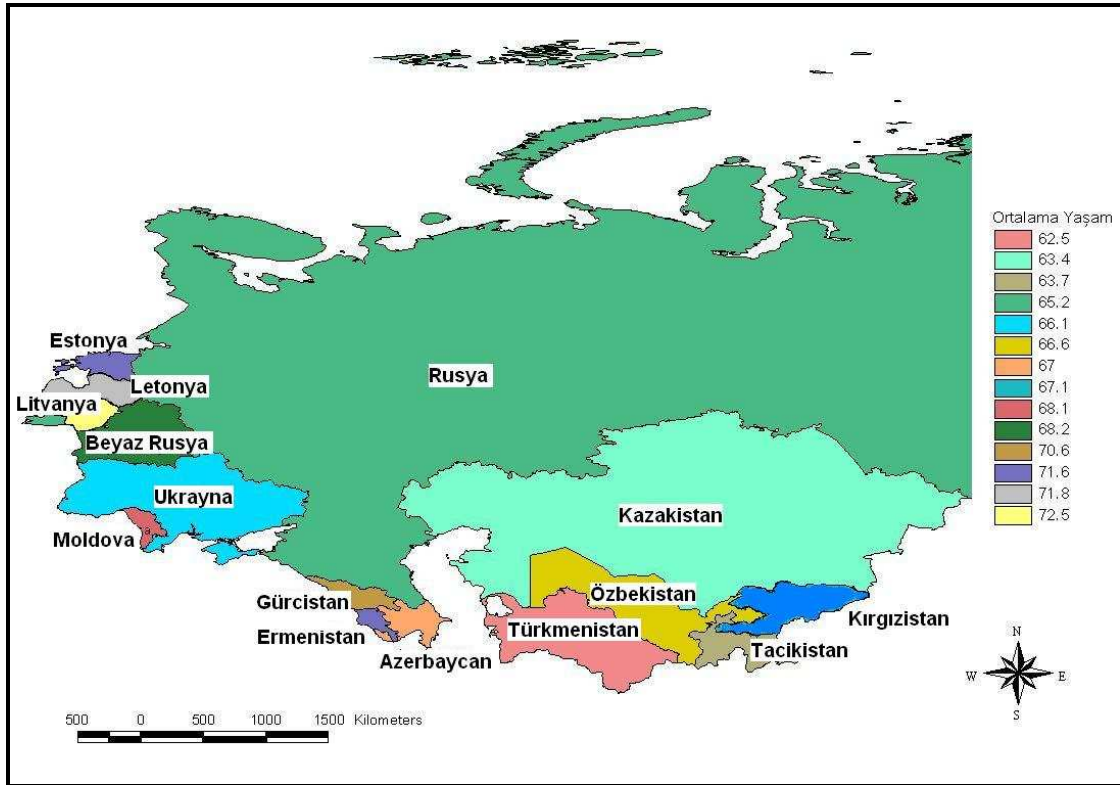 Ortalama Yaşam
62.5
63.4
63.7
65.2
66.1
66.6
67
67.1
68.1
68.2
70.6
71.6
71.8
72.5
Estonya
Letonya
Litvanya
Rusya
Beyaz Rusya
Ukrayna
Moldova
Kazakistan
Gürcistan
Özbekistan
Ermenistan
Türkmenistan
Kırgızistan
Azerbaycan
Tacikistan
N
W E
S
500 0 500 1000 1500 Kilometers